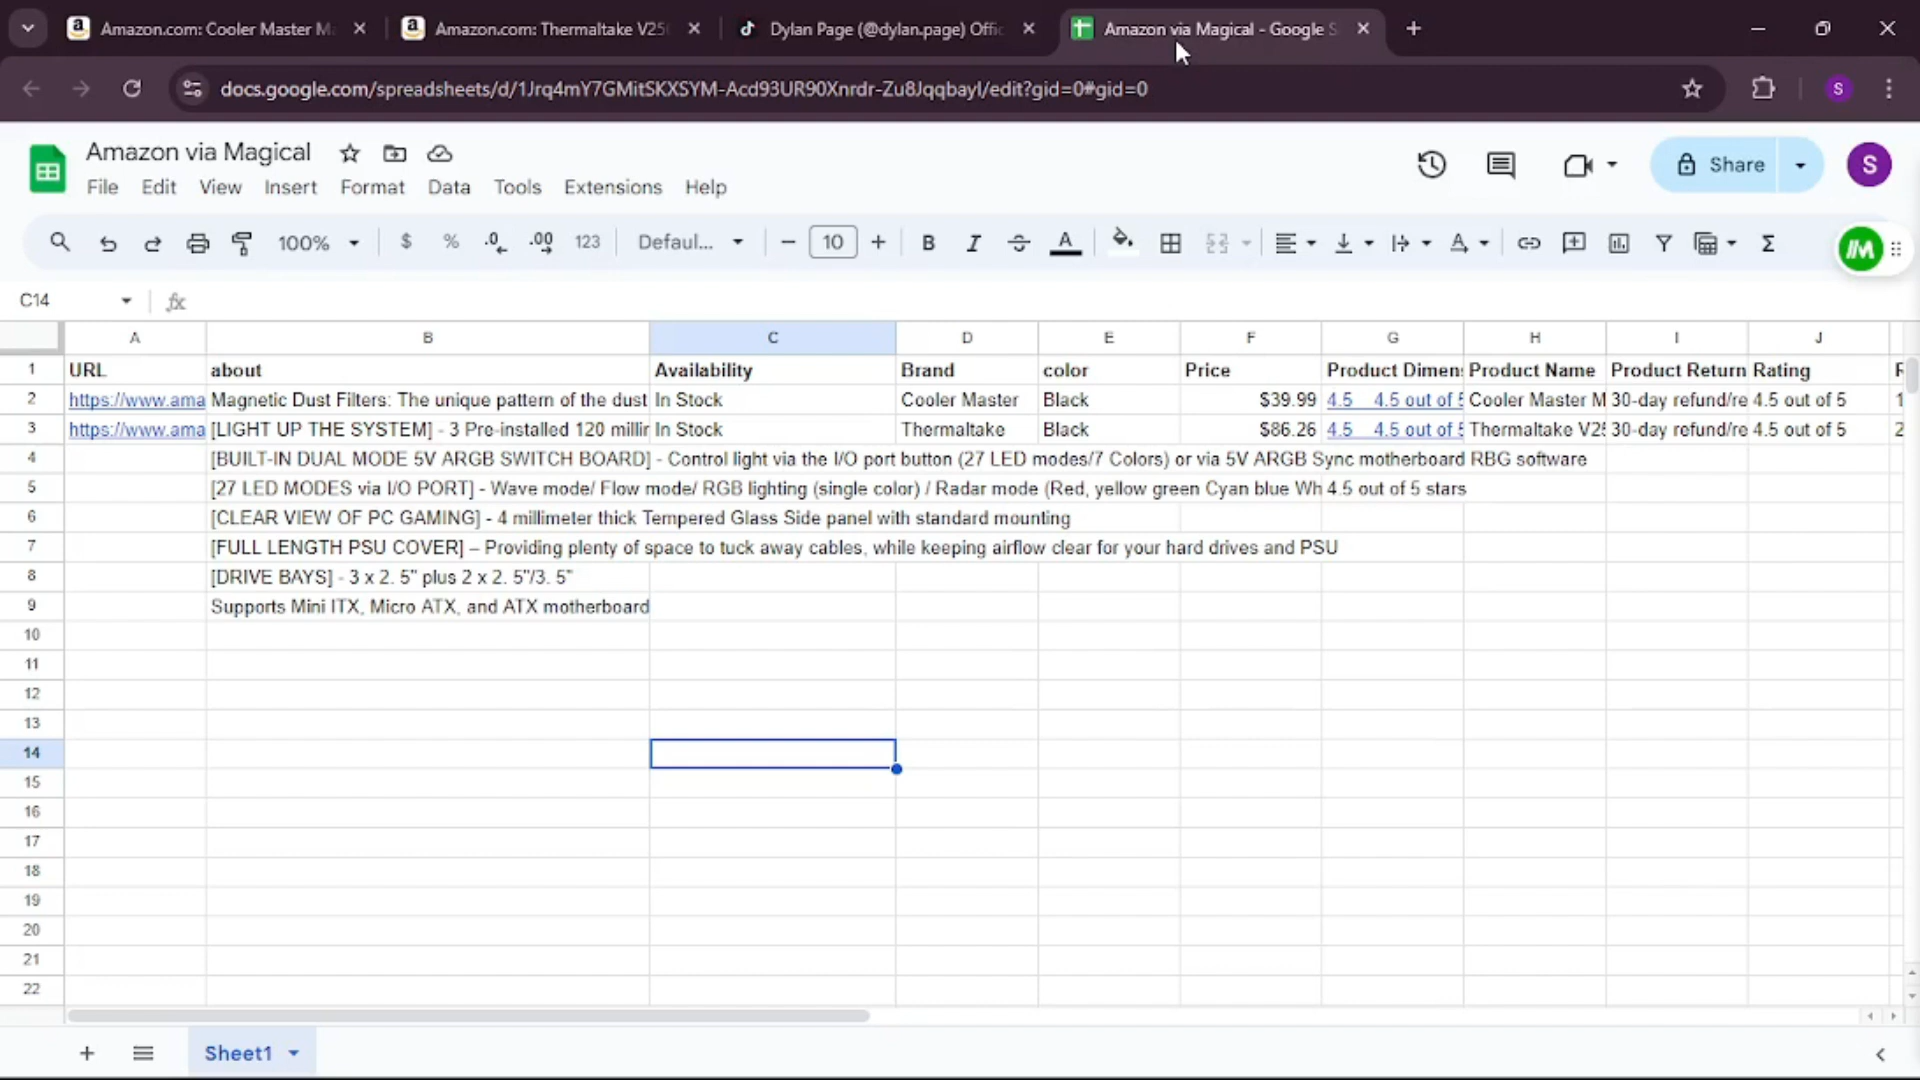 Amazon.com: Cooler Master M
Amazon.com: Thermaltake V25
Dylan Page (@dylan.page) Offic
Amazon via Magical - Google S
docs.google.com/spreadsheets/d/1Jrq4mY7GMitSKXSYM-Acd93UR90Xnrdr-Zu8Jqqbayl/edit?gid=0#gid=0
S
Amazon via Magical
File Edit View Insert Format Data Tools Extensions Help
Share
S
100% $ % .0 .00 123 Defaul... 10 B I A
C14 fx
A B C D E F G H I J
1 URL about Availability Brand color Price Product Dimen Product Name Product Return Rating
2 https://www.ama Magnetic Dust Filters: The unique pattern of the dust In Stock Cooler Master Black $39.99 4.5 4.5 out of 5 Cooler Master M 30-day refund/re 4.5 out of 5 1
3 https://www.ama [LIGHT UP THE SYSTEM] - 3 Pre-installed 120 millir In Stock Thermaltake Black $86.26 4.5 4.5 out of 5 Thermaltake V25 30-day refund/re 4.5 out of 5 2
4 [BUILT-IN DUAL MODE 5V ARGB SWITCH BOARD] - Control light via the I/O port button (27 LED modes/7 Colors) or via 5V ARGB Sync motherboard RBG software
5 [27 LED MODES via I/O PORT] - Wave mode/ Flow mode/ RGB lighting (single color) / Radar mode (Red, yellow green Cyan blue Wh 4.5 out of 5 stars
6 [CLEAR VIEW OF PC GAMING] - 4 millimeter thick Tempered Glass Side panel with standard mounting
7 [FULL LENGTH PSU COVER] – Providing plenty of space to tuck away cables, while keeping airflow clear for your hard drives and PSU
8 [DRIVE BAYS] - 3 x 2. 5" plus 2 x 2. 5"/3. 5"
9 Supports Mini ITX, Micro ATX, and ATX motherboard
10
11
12
13
14
15
16
17
18
19
20
21
22
Sheet1